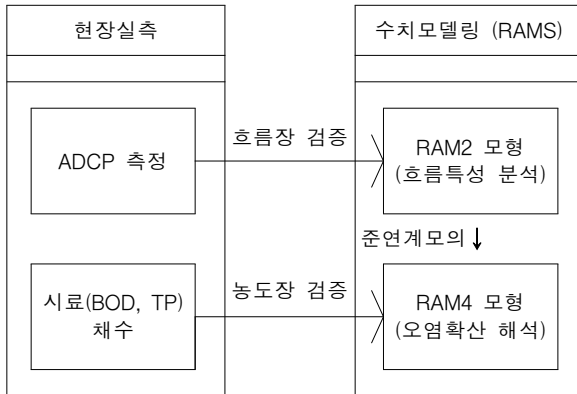 현장실측
수치모델링 (RAMS)
ADCP 측정
흐름장 검증
RAM2 모형
(흐름특성 분석)
준연계모의↓
시료(BOD, TP)
채수
농도장 검증
RAM4 모형
(오염확산 해석)